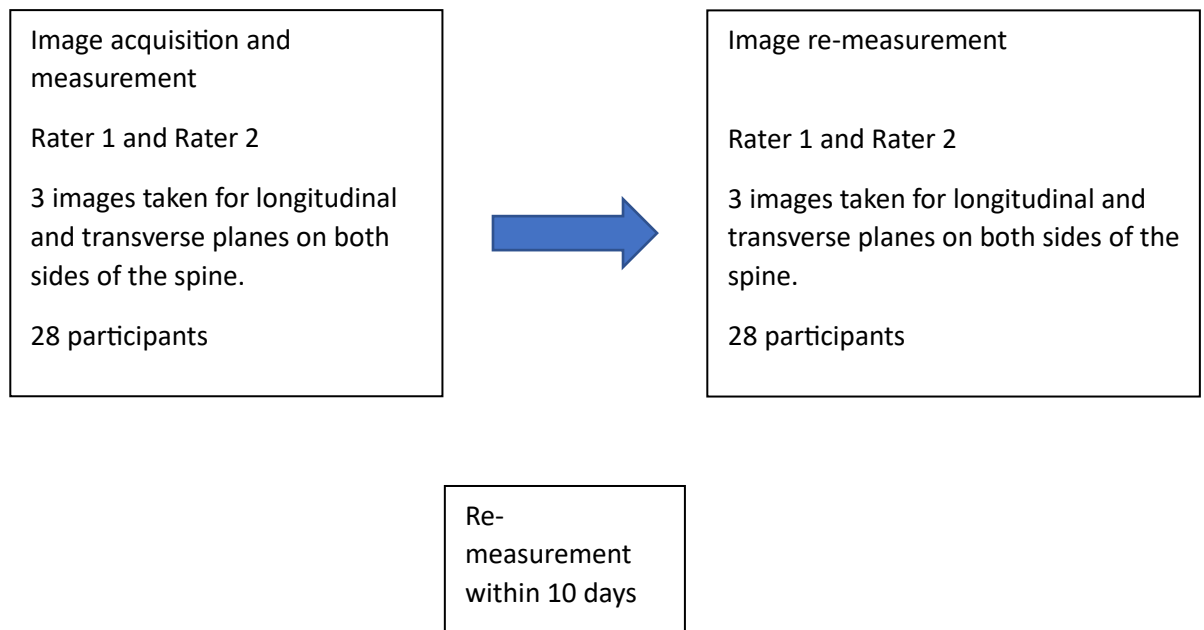 Image acquisition and
measurement
Rater 1 and Rater 2
3 images taken for longitudinal
and transverse planes on both
sides of the spine.
28 participants
Image re-measurement
Rater 1 and Rater 2
3 images taken for longitudinal and
transverse planes on both sides of the
spine.
28 participants
Re-
measurement
within 10 days